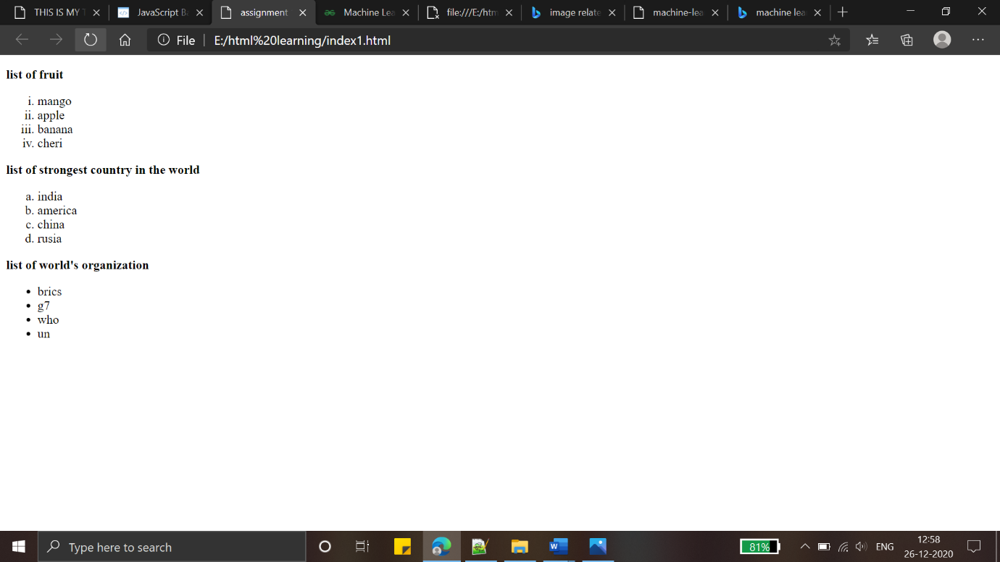 THIS IS MY T
JavaScript Ba
assignment
Machine Lea
file:///E:/htm
image relate
machine-lea
machine lea
File
E:/html%20learning/index1.html
list of fruit
i. mango
ii. apple
iii. banana
iv. cheri
list of strongest country in the world
a. india
b. america
c. china
d. rusia
list of world's organization
• brics
• g7
• who
• un
Type here to search
81%
ENG
12:58
26-12-2020